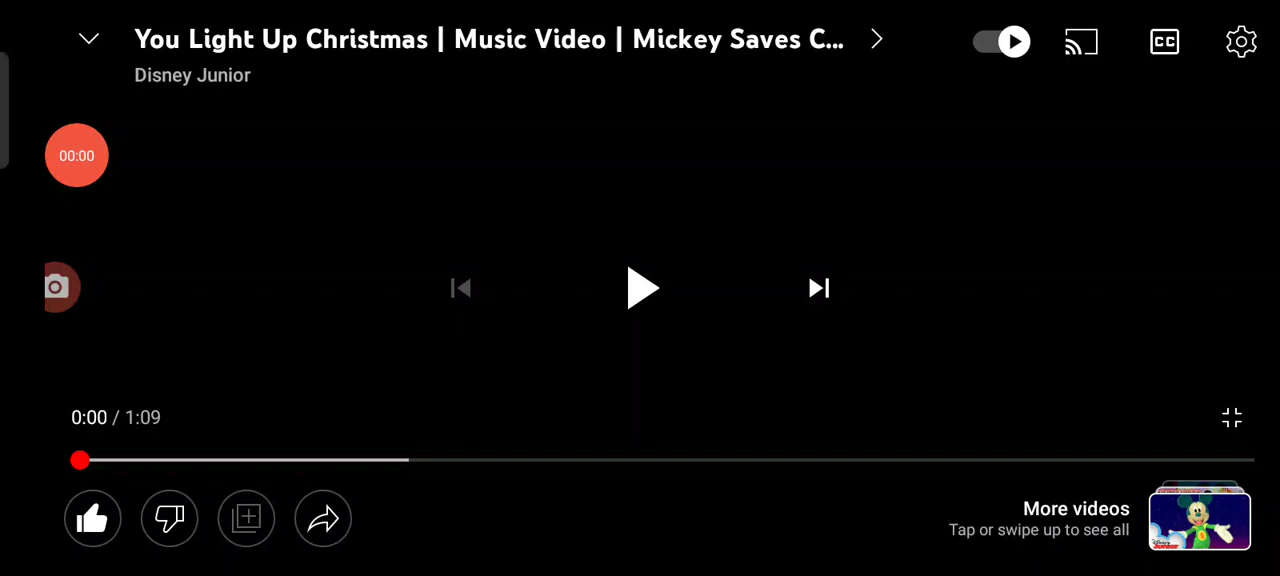 You Light Up Christmas | Music Video | Mickey Saves C...
Disney Junior
CC
00:00
0:00 / 1:09
More videos
Tap or swipe up to see all